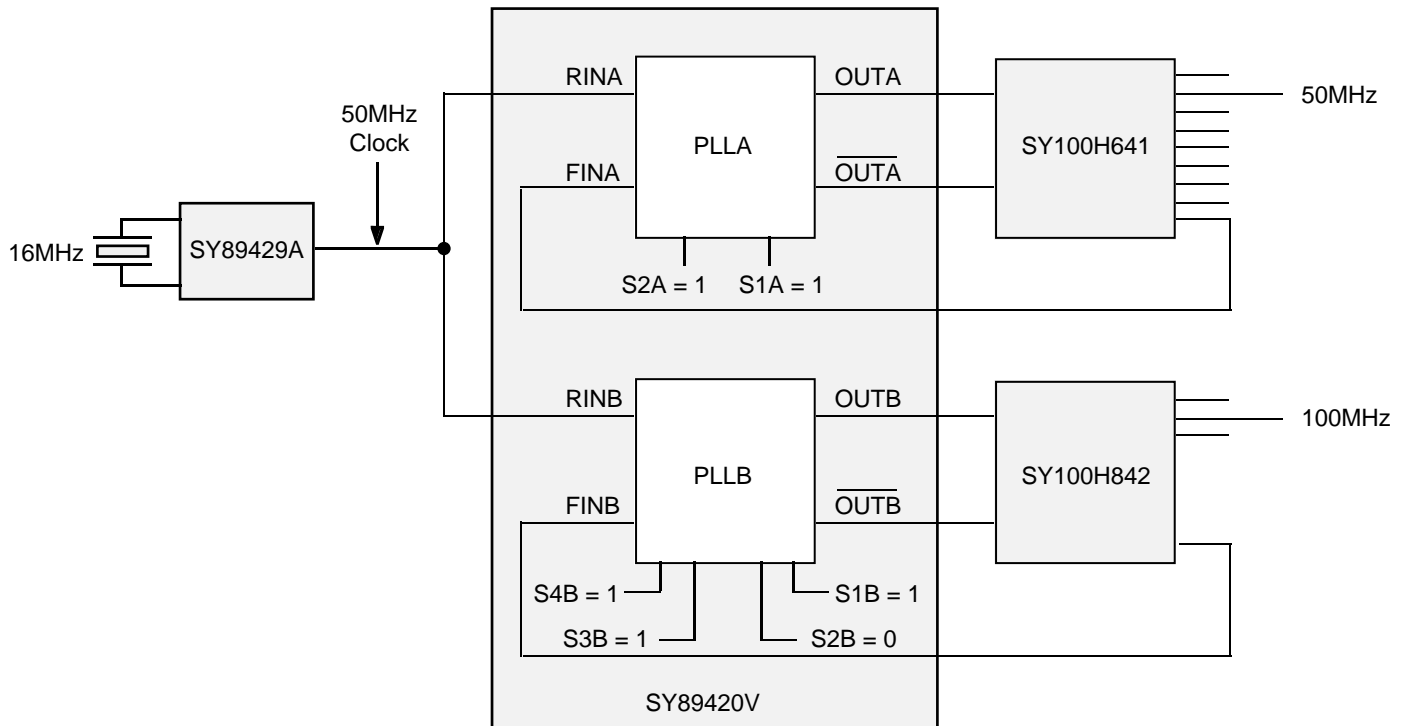 RINA
OUTA
50MHz
50MHz
Clock
PLLA
SY100H641
FINA
OUTA
16MHz
SY89429A
S2A = 1
S1A = 1
RINB
OUTB
100MHz
PLLB
SY100H842
FINB
OUTB
S4B = 1
S1B = 1
S3B = 1
S2B = 0
SY89420V